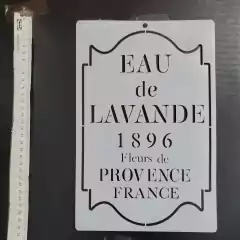 EAU
de
LAVANDE
1896
Fleurs de
PROVENCE
FRANCE